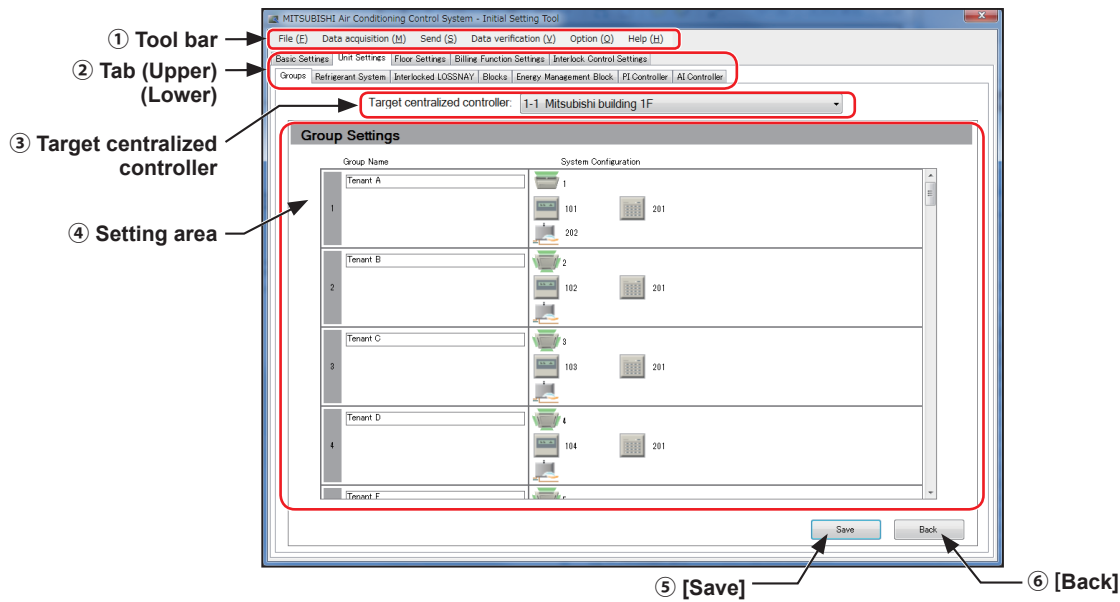 MITSUBISHI Air Conditioning Control System - Initial Setting Tool
① Tool bar
File (F) Data acquisition (M) Send (S) Data verification (V) Option (O) Help (H)
② Tab (Upper)
(Lower)
Basic Settings Unit Settings Floor Settings Billing Function Settings Interlock Control Settings
Groups Refrigerant System Interlocked LOSSNAY Blocks Energy Management Block PI Controller AI Controller
Target centralized controller: 1-1 Mitsubishi building 1F
③ Target centralized
controller
Group Settings
Group Name System Configuration
④ Setting area
1 Tenant A 1
101 201
202
2 Tenant B 2
102 201
3 Tenant C 3
103 201
4 Tenant D 4
104 201
Save Back
⑤ [Save]
⑥ [Back]